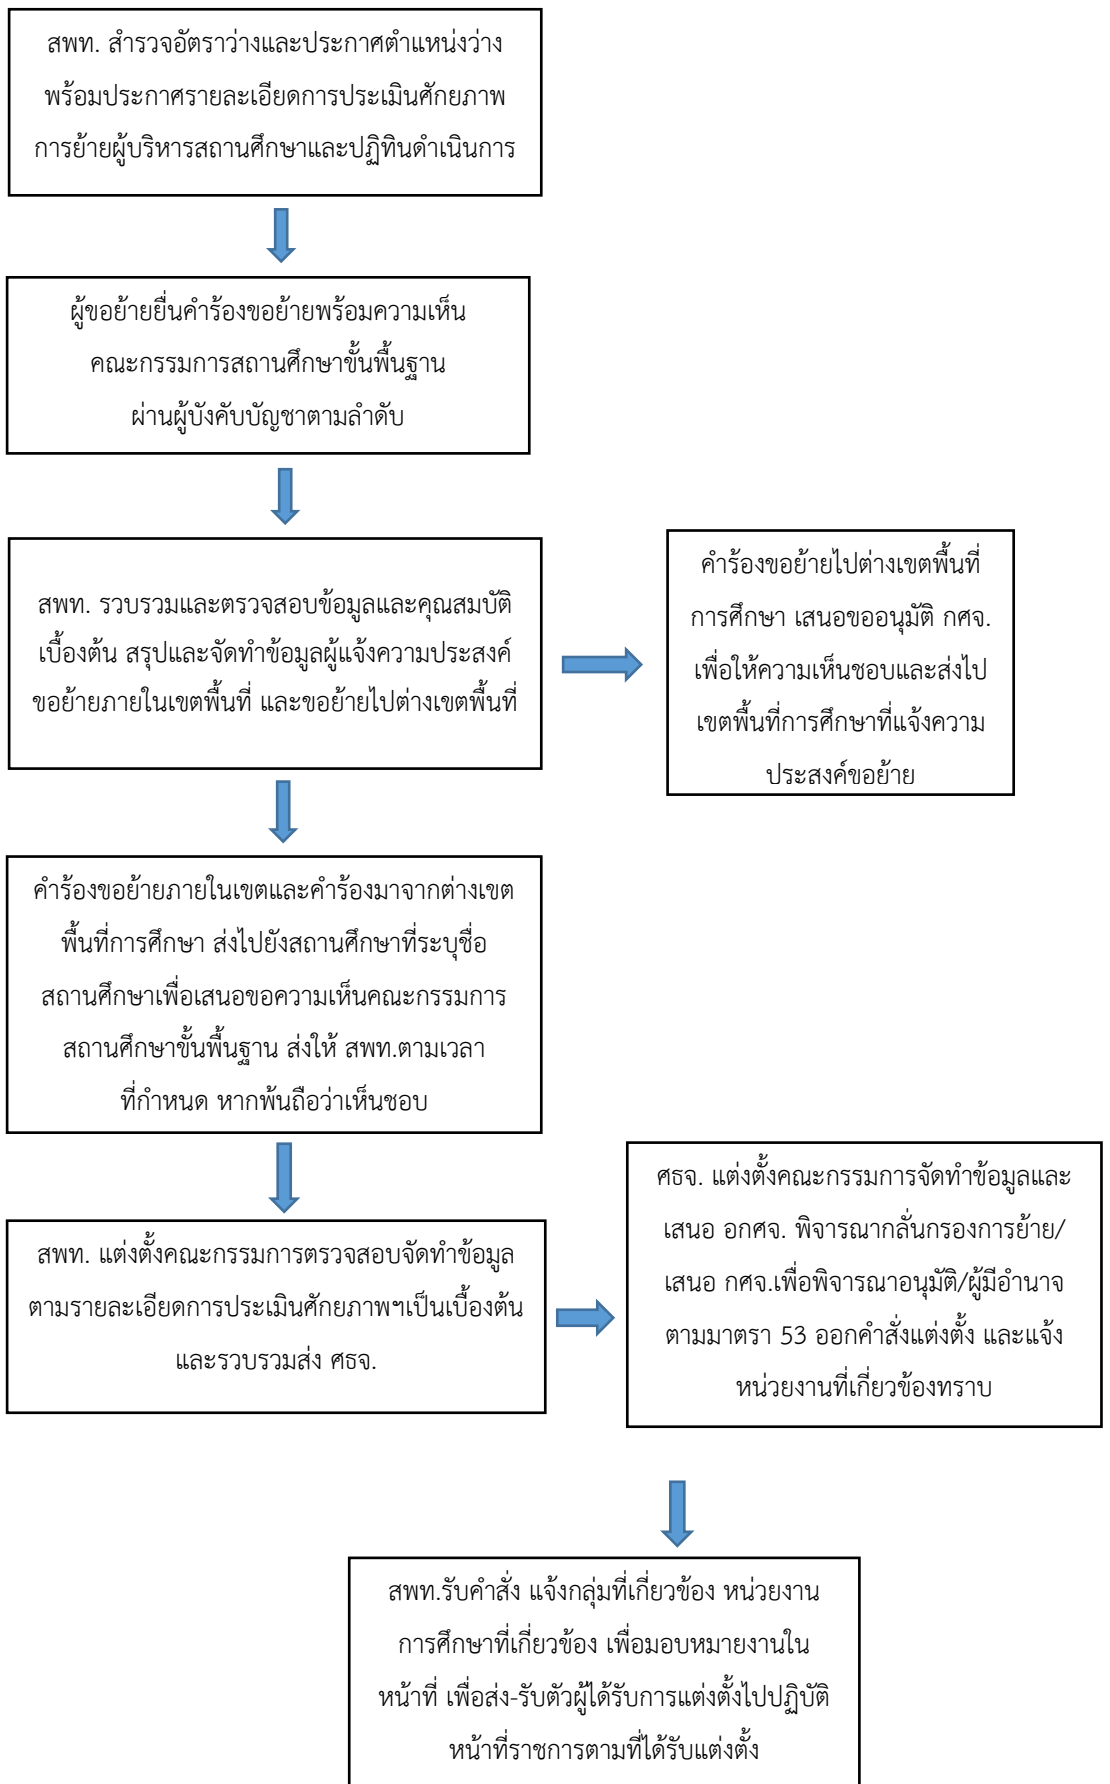 สพท. สำรวจอัตราว่างและประกาศตำแหน่งว่าง
พร้อมประกาศรายละเอียดการประเมินศักยภาพ
การย้ายผู้บริหารสถานศึกษาและปฏิทินดำเนินการ
ผู้ขอย้ายยื่นคำร้องขอย้ายพร้อมความเห็น
คณะกรรมการสถานศึกษาขั้นพื้นฐาน
ผ่านผู้บังคับบัญชาตามลำดับ
สพท. รวบรวมและตรวจสอบข้อมูลและคุณสมบัติ
เบื้องต้น สรุปและจัดทำข้อมูลผู้แจ้งความประสงค์
ขอย้ายภายในเขตพื้นที่ และขอย้ายไปต่างเขตพื้นที่
คำร้องขอย้ายไปต่างเขตพื้นที่
การศึกษา เสนอขออนุมัติ กศจ.
เพื่อให้ความเห็นชอบและส่งไป
เขตพื้นที่การศึกษาที่แจ้งความ
ประสงค์ขอย้าย
คำร้องขอย้ายภายในเขตและคำร้องมาจากต่างเขต
พื้นที่การศึกษา ส่งไปยังสถานศึกษาที่ระบุชื่อ
สถานศึกษาเพื่อเสนอขอความเห็นคณะกรรมการ
สถานศึกษาขั้นพื้นฐาน ส่งให้ สพท.ตามเวลา
ที่กำหนด หากพ้นถือว่าเห็นชอบ
สพท. แต่งตั้งคณะกรรมการตรวจสอบจัดทำข้อมูล
ตามรายละเอียดการประเมินศักยภาพฯเป็นเบื้องต้น
และรวบรวมส่ง ศธจ.
ศธจ. แต่งตั้งคณะกรรมการจัดทำข้อมูลและ
เสนอ อกศจ. พิจารณากลั่นกรองการย้าย/
เสนอ กศจ.เพื่อพิจารณาอนุมัติ/ผู้มีอำนาจ
ตามมาตรา 53 ออกคำสั่งแต่งตั้ง และแจ้ง
หน่วยงานที่เกี่ยวข้องทราบ
สพท.รับคำสั่ง แจ้งกลุ่มที่เกี่ยวข้อง หน่วยงาน
การศึกษาที่เกี่ยวข้อง เพื่อมอบหมายงานใน
หน้าที่ เพื่อส่ง-รับตัวผู้ได้รับการแต่งตั้งไปปฏิบัติ
หน้าที่ราชการตามที่ได้รับแต่งตั้ง